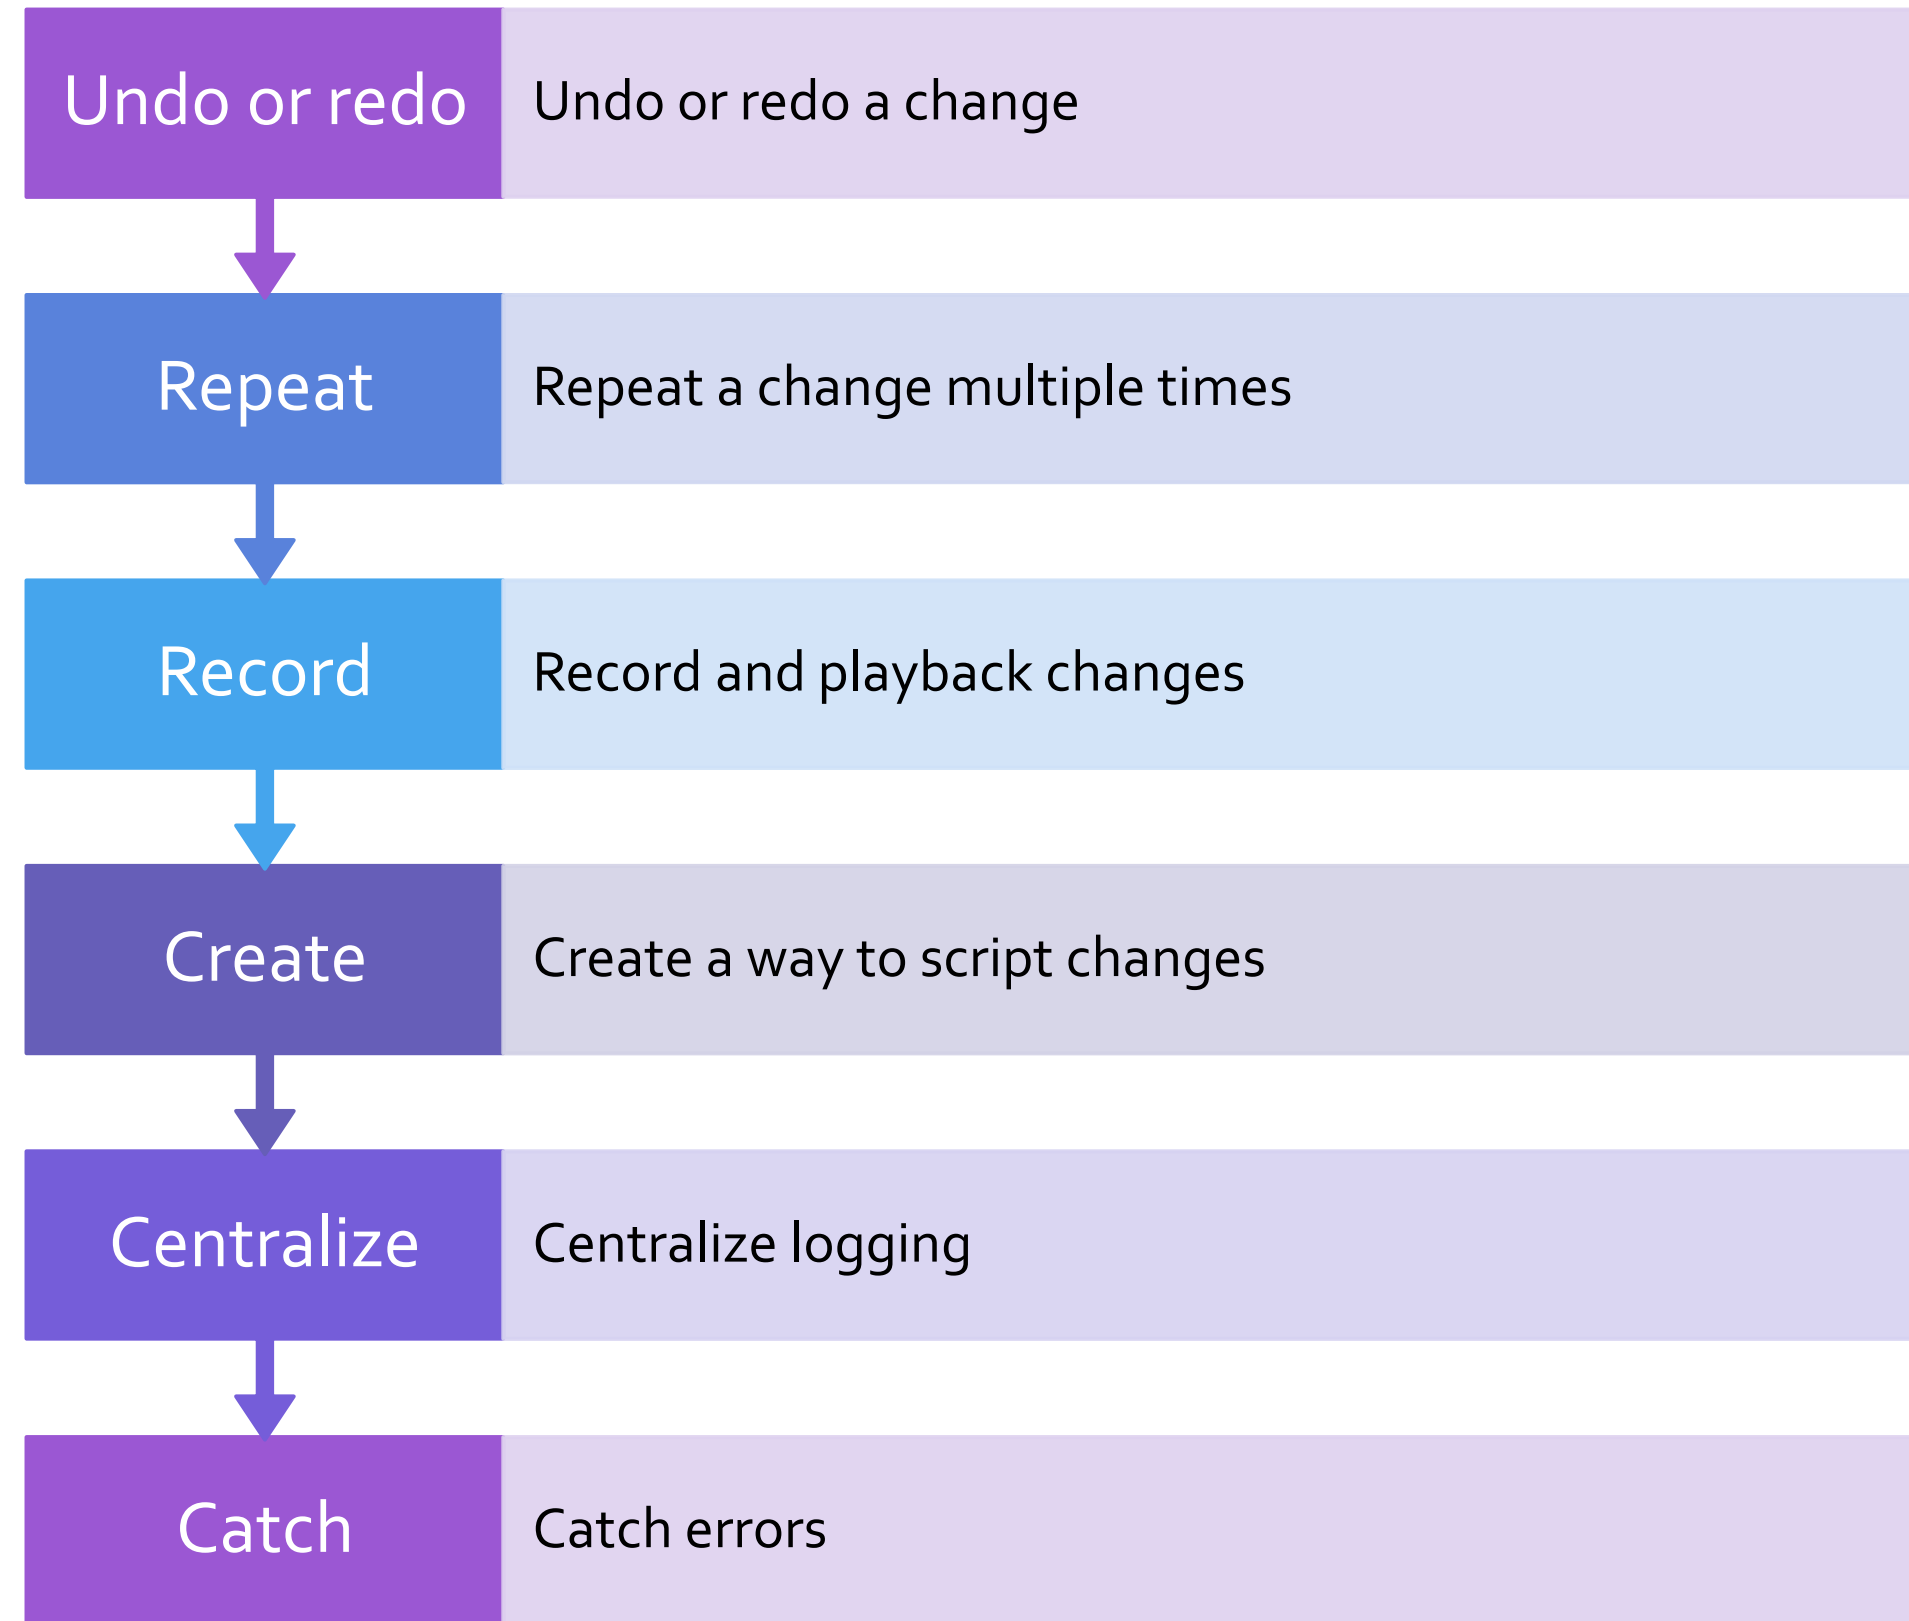 Undo or redo
Undo or redo a change
Repeat
Repeat a change multiple times
Record
Record and playback changes
Create
Create a way to script changes
Centralize
Centralize logging
Catch
Catch errors